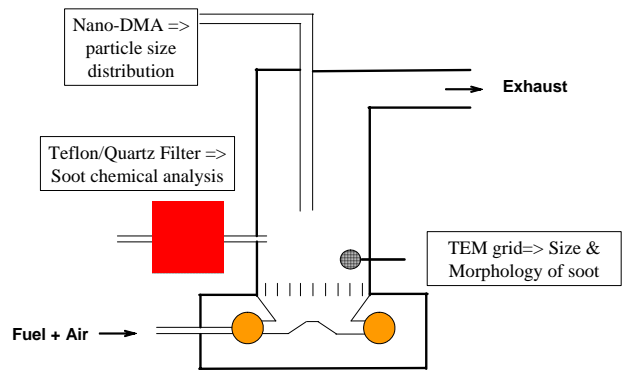 Nano-DMA =>
particle size
distribution
Exhaust
Teflon/Quartz Filter =>
Soot chemical analysis
TEM grid=> Size &
Morphology of soot
Fuel + Air